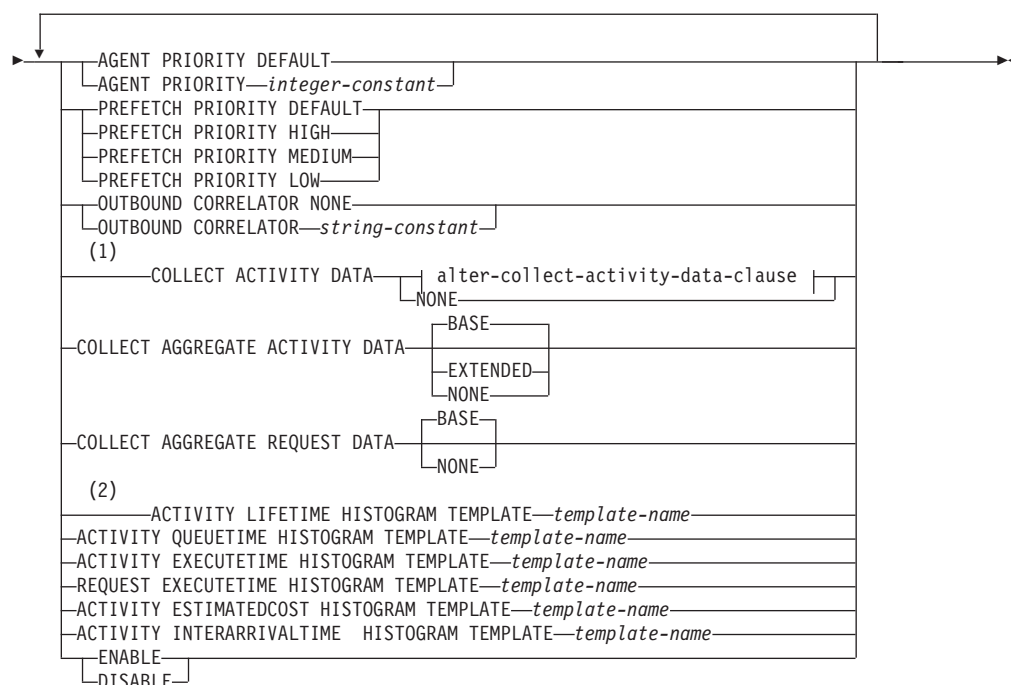 AGENT PRIORITY DEFAULT
AGENT PRIORITY integer-constant
PREFETCH PRIORITY DEFAULT
PREFETCH PRIORITY HIGH
PREFETCH PRIORITY MEDIUM
PREFETCH PRIORITY LOW
OUTBOUND CORRELATOR NONE
OUTBOUND CORRELATOR string-constant
(1)
COLLECT ACTIVITY DATA alter-collect-activity-data-clause
NONE
BASE
COLLECT AGGREGATE ACTIVITY DATA
EXTENDED
NONE
BASE
COLLECT AGGREGATE REQUEST DATA
NONE
(2)
ACTIVITY LIFETIME HISTOGRAM TEMPLATE template-name
ACTIVITY QUEUETIME HISTOGRAM TEMPLATE template-name
ACTIVITY EXECUTETIME HISTOGRAM TEMPLATE template-name
REQUEST EXECUTETIME HISTOGRAM TEMPLATE template-name
ACTIVITY ESTIMATEDCOST HISTOGRAM TEMPLATE template-name
ACTIVITY INTERARRIVALTIME HISTOGRAM TEMPLATE template-name
ENABLE
DISABLE